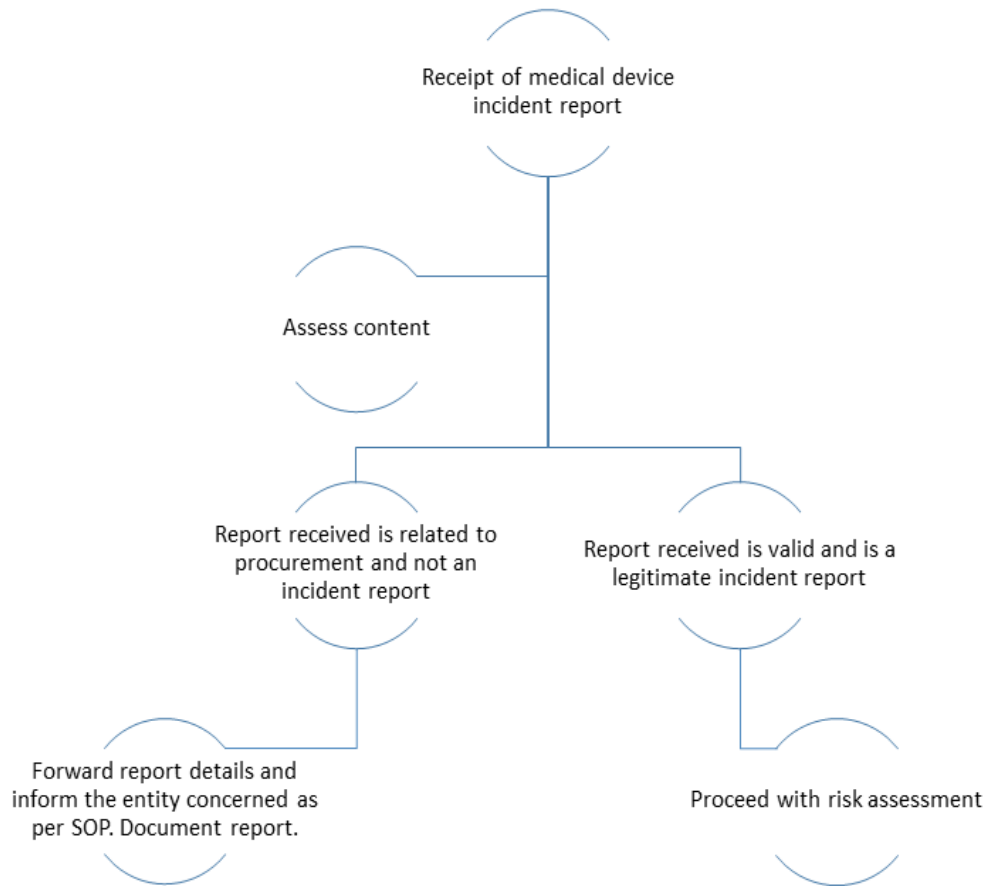 Receipt of medical device
incident report
Assess content
Report received is related to
procurement and not an
incident report
Report received is valid and is a
legitimate incident report
Forward report details and
inform the entity concerned as
per SOP. Document report.
Proceed with risk assessment